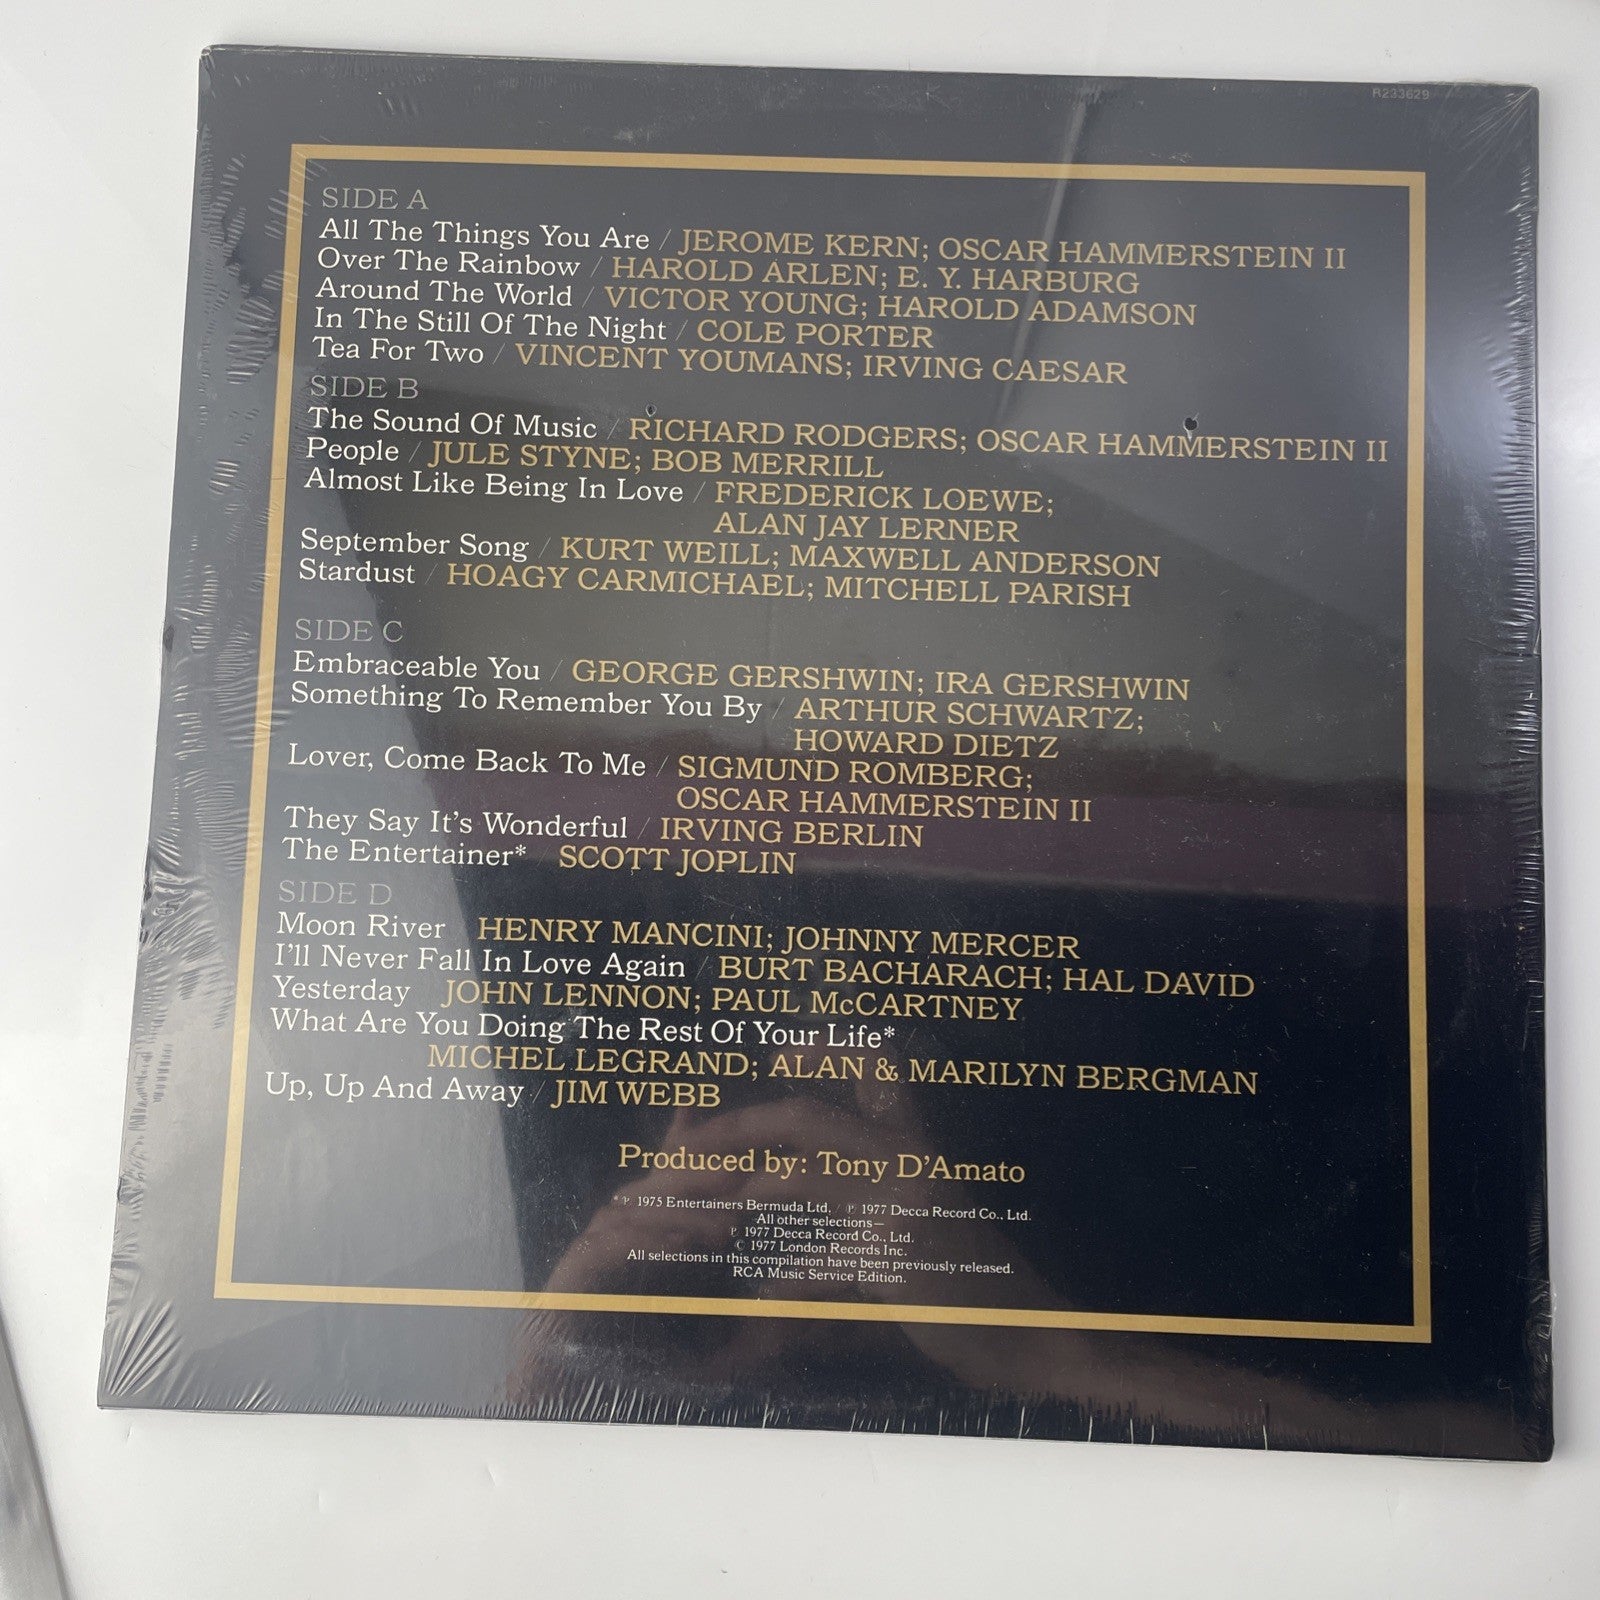 R233629
SIDE A
All The Things You Are / JEROME KERN; OSCAR HAMMERSTEIN II
Over The Rainbow / HAROLD ARLEN; E. Y. HARBURG
Around The World / VICTOR YOUNG; HAROLD ADAMSON
In The Still Of The Night / COLE PORTER
Tea For Two / VINCENT YOUMANS; IRVING CAESAR
SIDE B
The Sound Of Music / RICHARD RODGERS; OSCAR HAMMERSTEIN II
People / JULE STYNE; BOB MERRILL
Almost Like Being In Love / FREDERICK LOEWE;
ALAN JAY LERNER
September Song / KURT WEILL; MAXWELL ANDERSON
Stardust / HOAGY CARMICHAEL; MITCHELL PARISH
SIDE C
Embraceable You / GEORGE GERSHWIN; IRA GERSHWIN
Something To Remember You By / ARTHUR SCHWARTZ;
HOWARD DIETZ
Lover, Come Back To Me / SIGMUND ROMBERG;
OSCAR HAMMERSTEIN II
They Say It's Wonderful / IRVING BERLIN
The Entertainer* SCOTT JOPLIN
SIDE D
Moon River HENRY MANCINI; JOHNNY MERCER
I'll Never Fall In Love Again / BURT BACHARACH; HAL DAVID
Yesterday JOHN LENNON; PAUL McCARTNEY
What Are You Doing The Rest Of Your Life* /
MICHEL LEGRAND; ALAN & MARILYN BERGMAN
Up, Up And Away / JIM WEBB
Produced by: Tony D'Amato
* ℗ 1975 Entertainers Bermuda Ltd. / ℗ 1977 Decca Record Co., Ltd.
All other selections—
℗ 1977 Decca Record Co., Ltd.
© 1977 London Records Inc.
All selections in this compilation have been previously released.
RCA Music Service Edition.